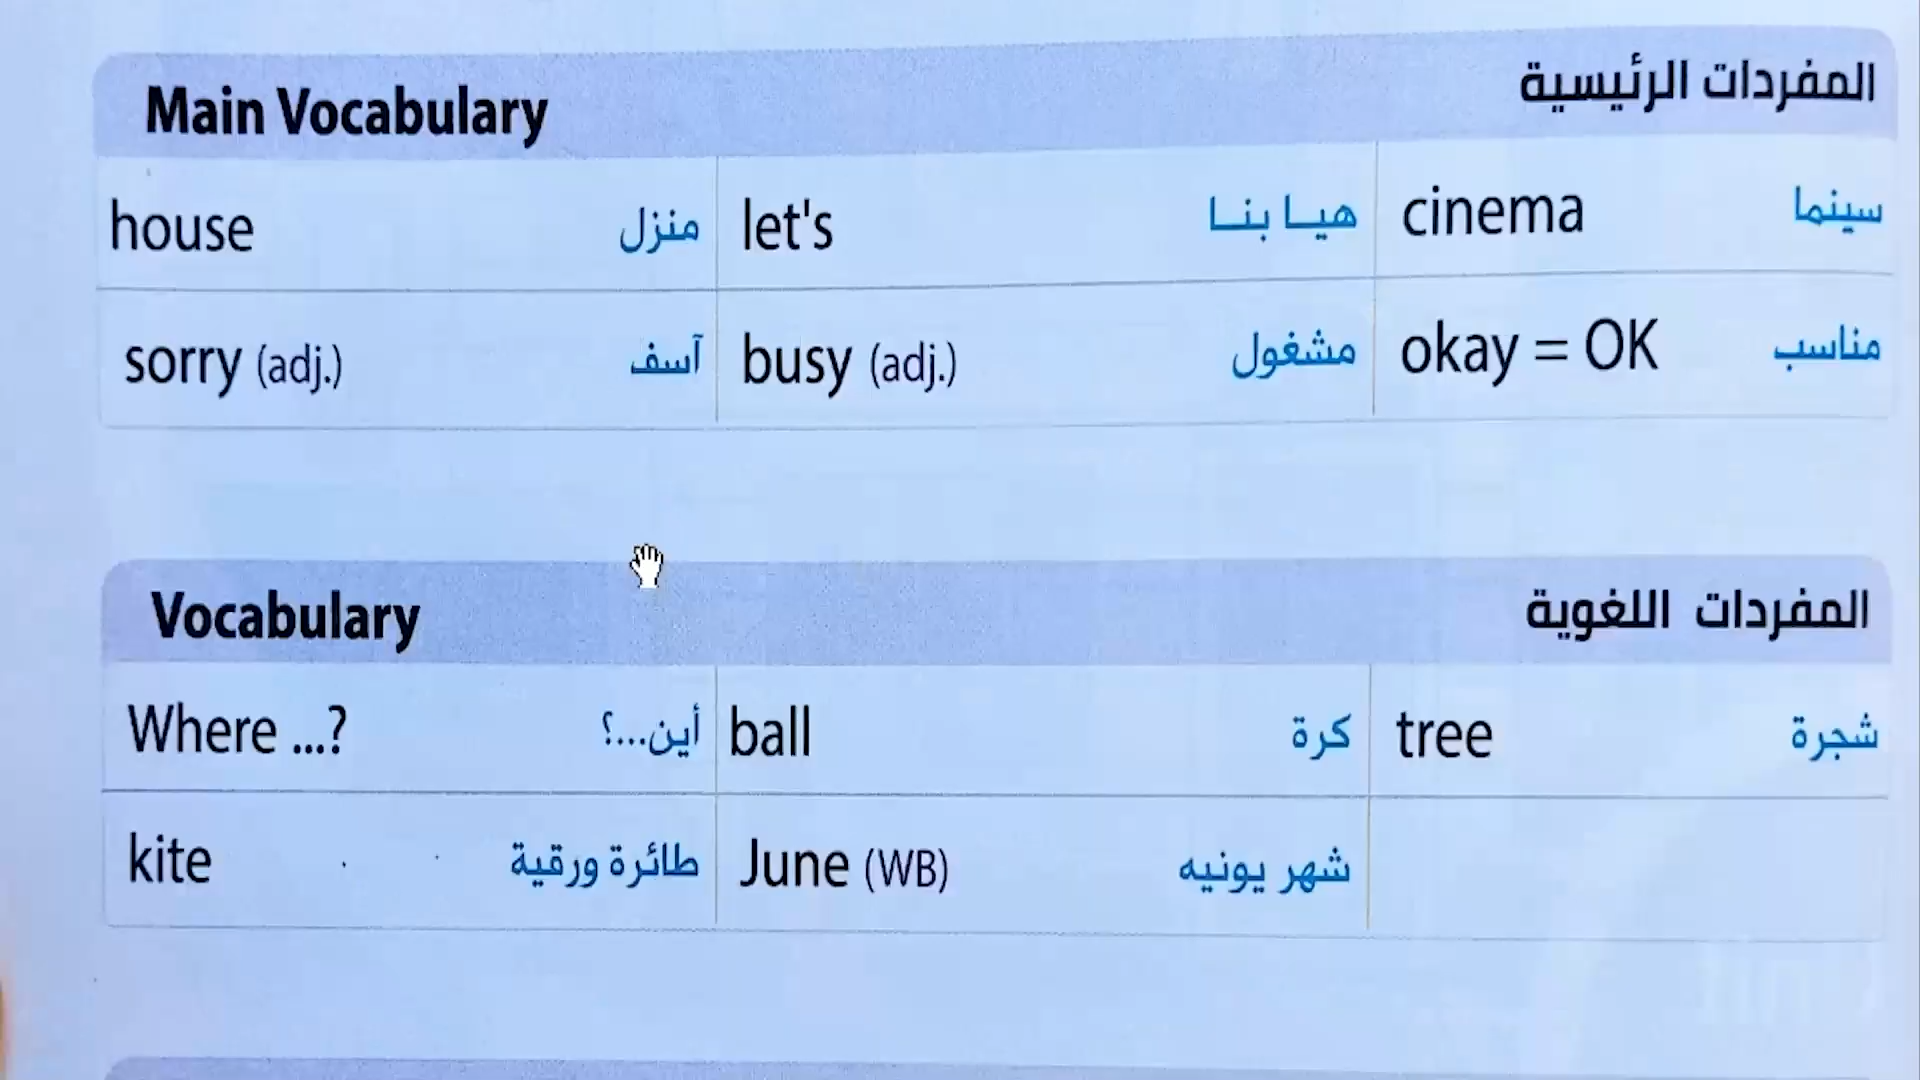 Main Vocabulary المفردات الرئيسية
house منزل let's هيا بنا cinema سينما
sorry (adj.) آسف busy (adj.) مشغول okay = OK مناسب
Vocabulary المفردات اللغوية
Where ...? أين...؟ ball كرة tree شجرة
kite طائرة ورقية June (WB) شهر يونيه